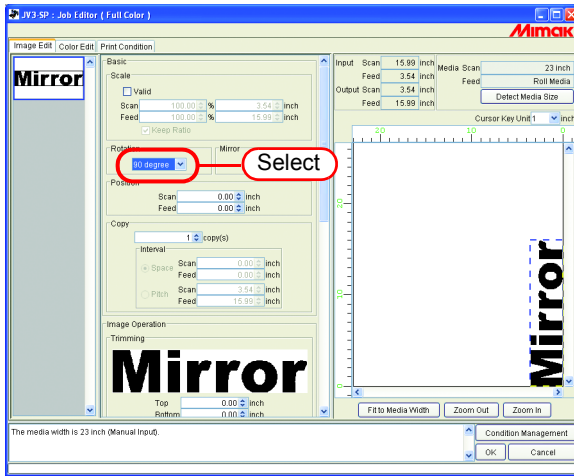 JV3-SP : Job Editor ( Full Color )
Mimaki
Image Edit Color Edit Print Condition
Mirror
Basic
Scale
Valid
Scan 100.00 % 3.54 inch
Feed 100.00 % 15.99 inch
Keep Ratio
Rotation Mirror
90 degree
Select
Position
Scan 0.00 inch
Feed 0.00 inch
Copy
1 copy(s)
Interval
Space Scan 0.00 inch
Feed 0.00 inch
Pitch Scan 3.54 inch
Feed 15.99 inch
Image Operation
Trimming
Mirror
Top 0.00 inch
Bottom 0.00 inch
Input Scan 15.99 inch
Feed 3.54 inch
Output Scan 3.54 inch
Feed 15.99 inch
Media Scan 23 inch
Feed Roll Media
Detect Media Size
Cursor Key Unit 1 inch
20 10 0
20
10
0
Mirror
Fit to Media Width Zoom Out Zoom In
The media width is 23 inch (Manual Input).
Condition Management
OK Cancel